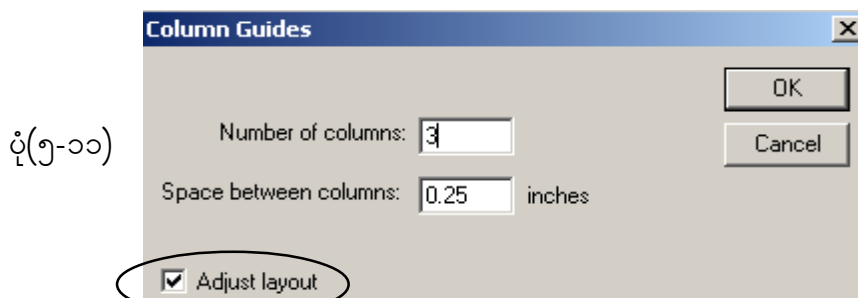 Column Guides
OK
ပုံ(၅-၁၁)
Number of columns: 3
Cancel
Space between columns: 0.25 inches
Adjust layout